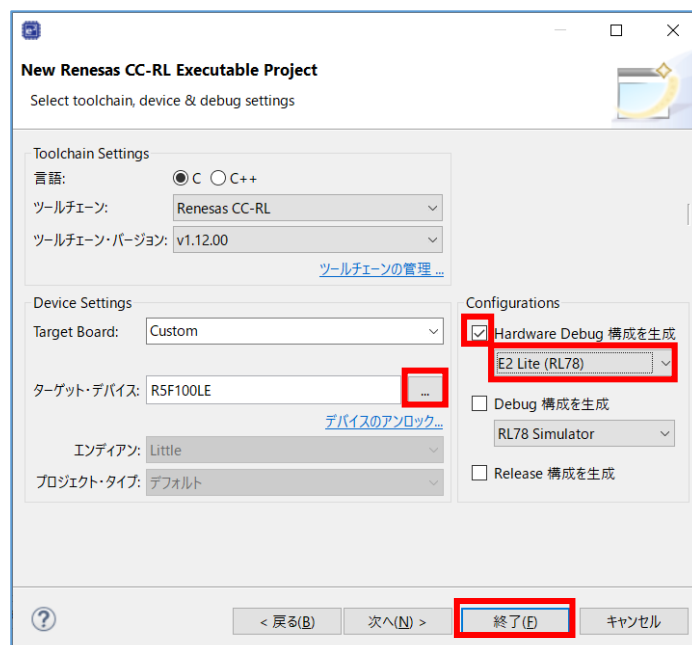 New Renesas CC-RL Executable Project
Select toolchain, device & debug settings
Toolchain Settings
言語: C C++
ツールチェーン: Renesas CC-RL
ツールチェーン・バージョン: v1.12.00
ツールチェーンの管理 ...
Device Settings
Target Board: Custom
ターゲット・デバイス: R5F100LE ...
デバイスのアンロック...
エンディアン: Little
プロジェクト・タイプ: デフォルト
Configurations
Hardware Debug 構成を生成
E2 Lite (RL78)
Debug 構成を生成
RL78 Simulator
Release 構成を生成
? < 戻る(B) 次へ(N) > 終了(F) キャンセル